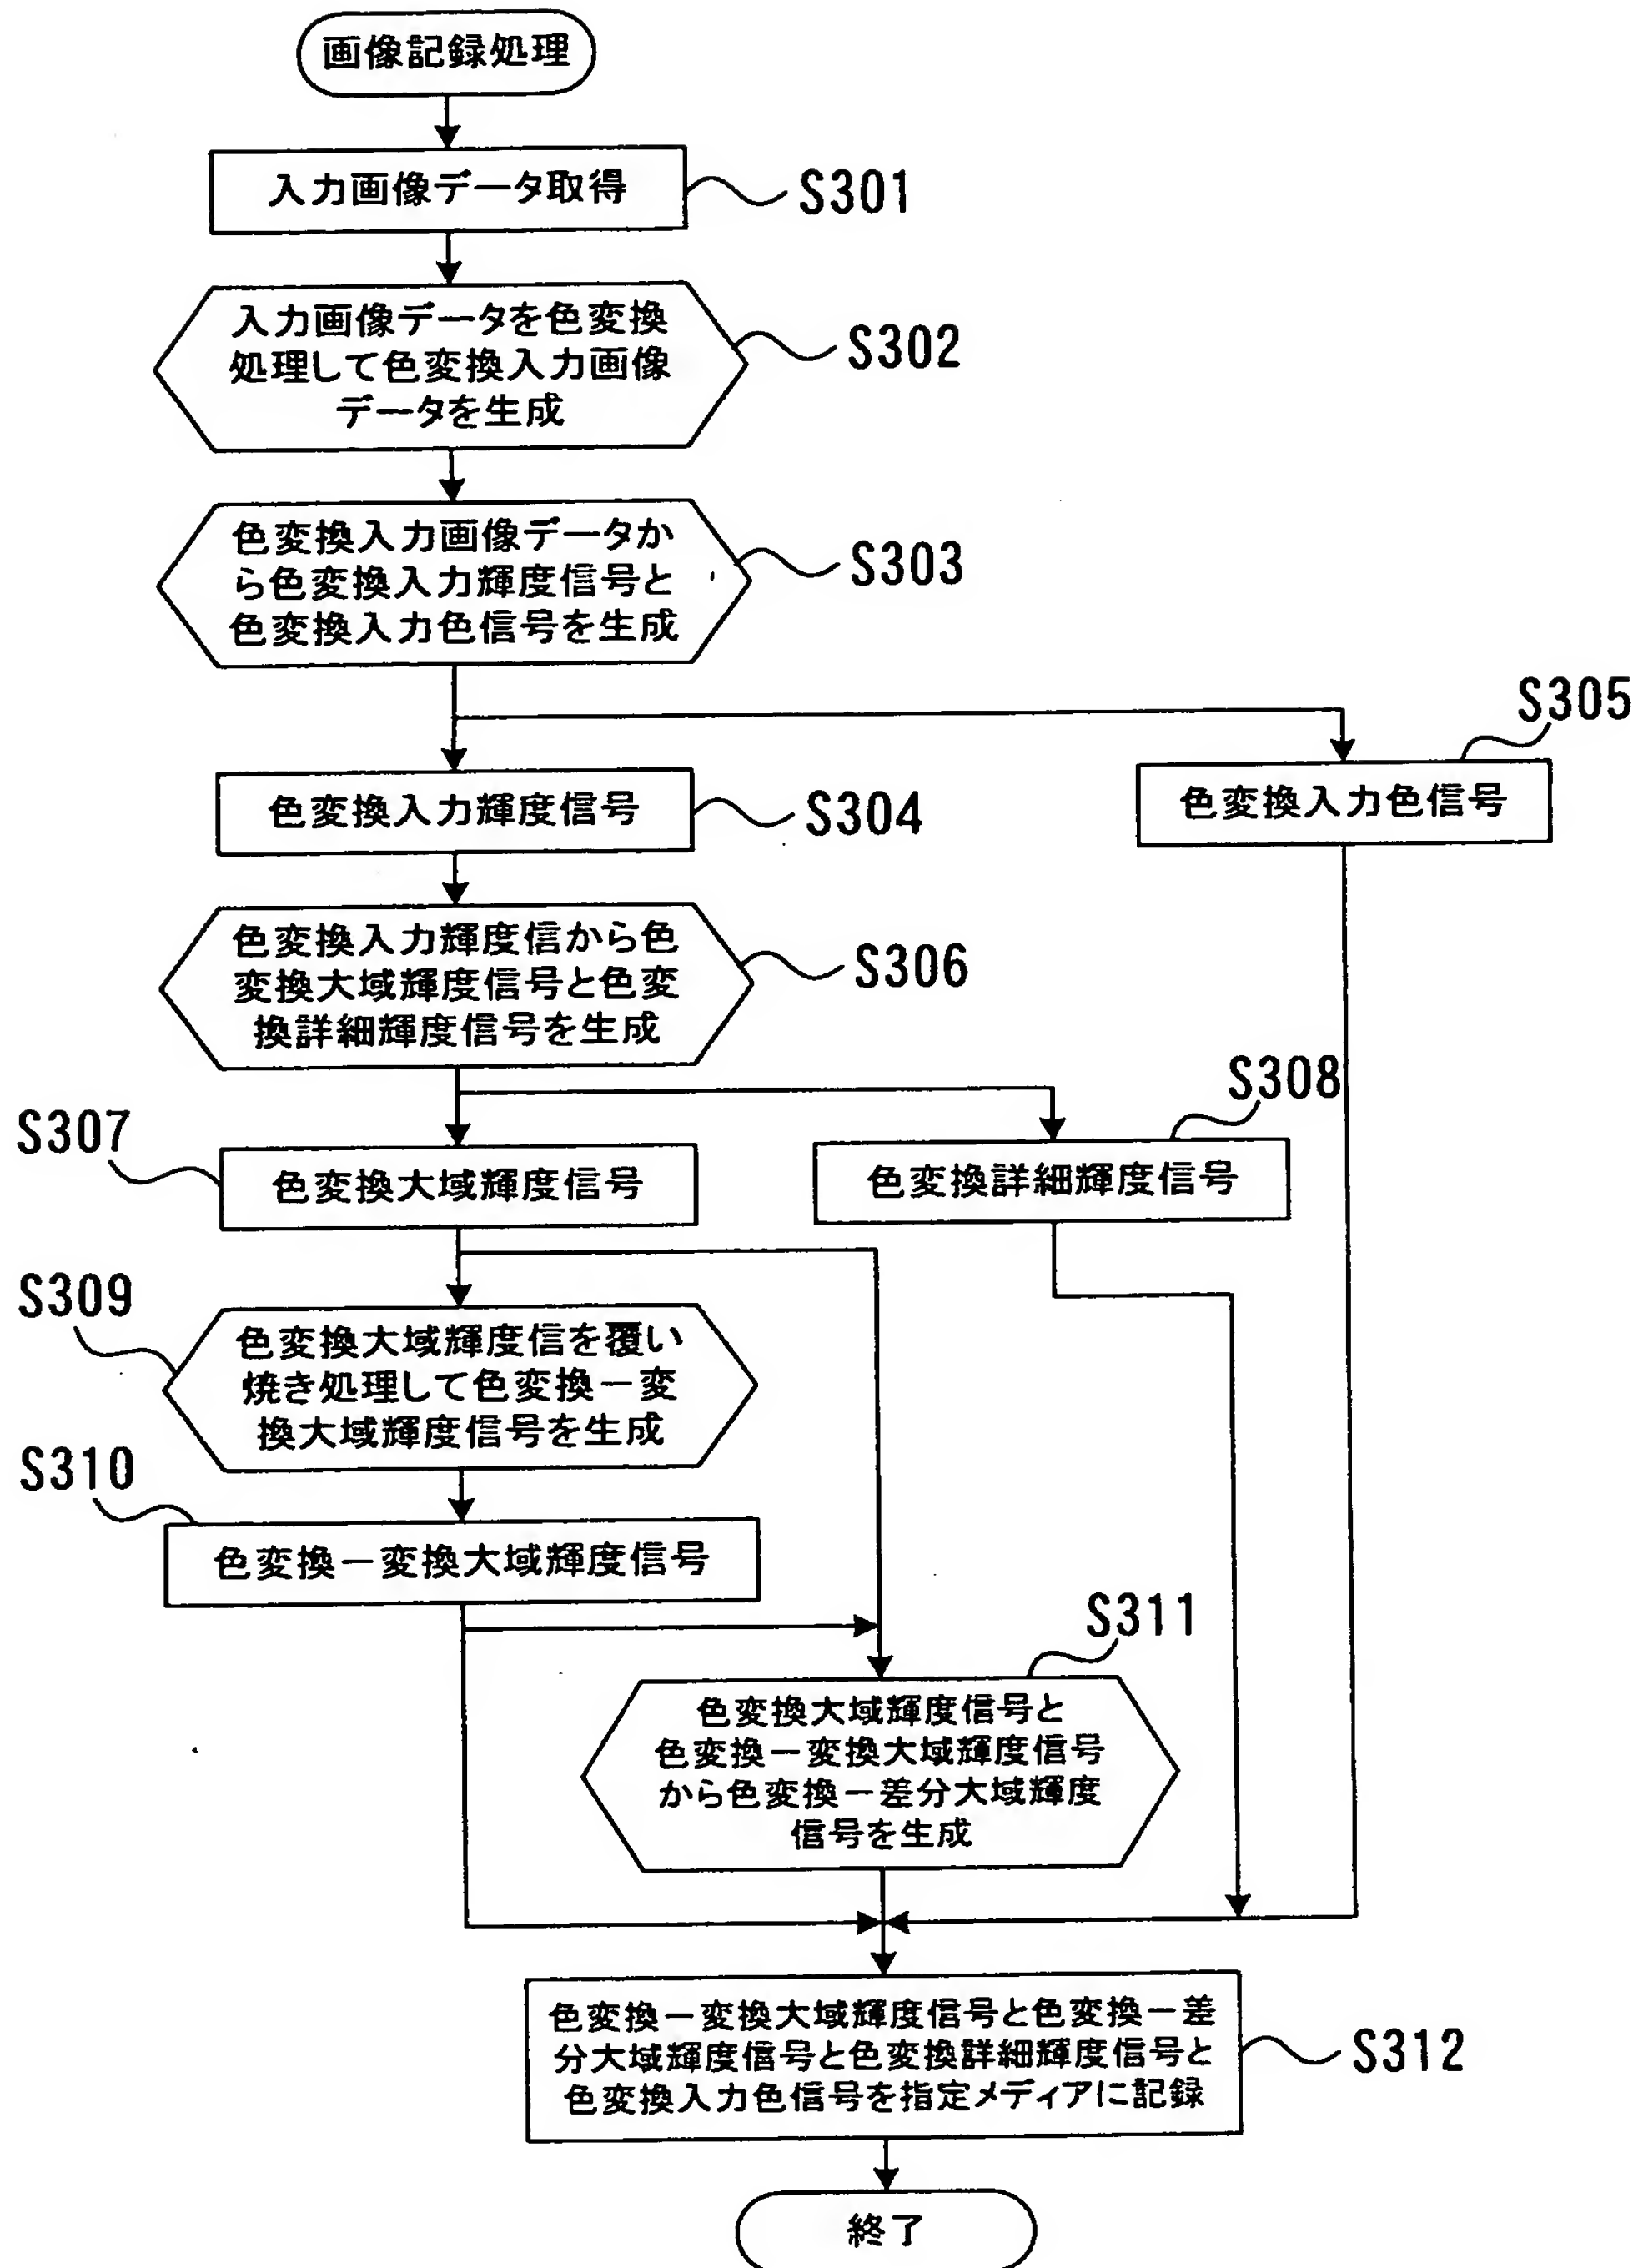 画像記録処理
入力画像データ取得
S301
入力画像データを色変換
処理して色変換入力画像
データを生成
S302
色変換入力画像データか
ら色変換入力輝度信号と
色変換入力色信号を生成
S303
S305
色変換入力輝度信号
S304
色変換入力色信号
色変換入力輝度信から色
変換大域輝度信号と色変
換詳細輝度信号を生成
S306
S307
S308
色変換大域輝度信号
色変換詳細輝度信号
S309
色変換大域輝度信を覆い
焼き処理して色変換-変
換大域輝度信号を生成
S310
色変換-変換大域輝度信号
S311
色変換大域輝度信号と
色変換-変換大域輝度信号
から色変換-差分大域輝度
信号を生成
色変換-変換大域輝度信号と色変換-差
分大域輝度信号と色変換詳細輝度信号と
色変換入力色信号を指定メディアに記録
S312
終了